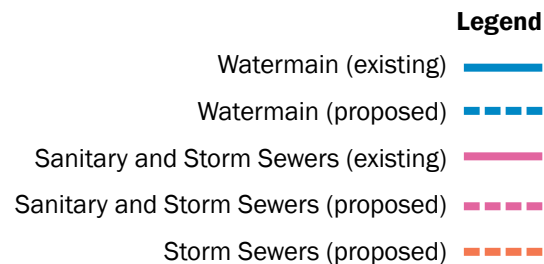 Legend
Watermain (existing)
Watermain (proposed)
Sanitary and Storm Sewers (existing)
Sanitary and Storm Sewers (proposed)
Storm Sewers (proposed)